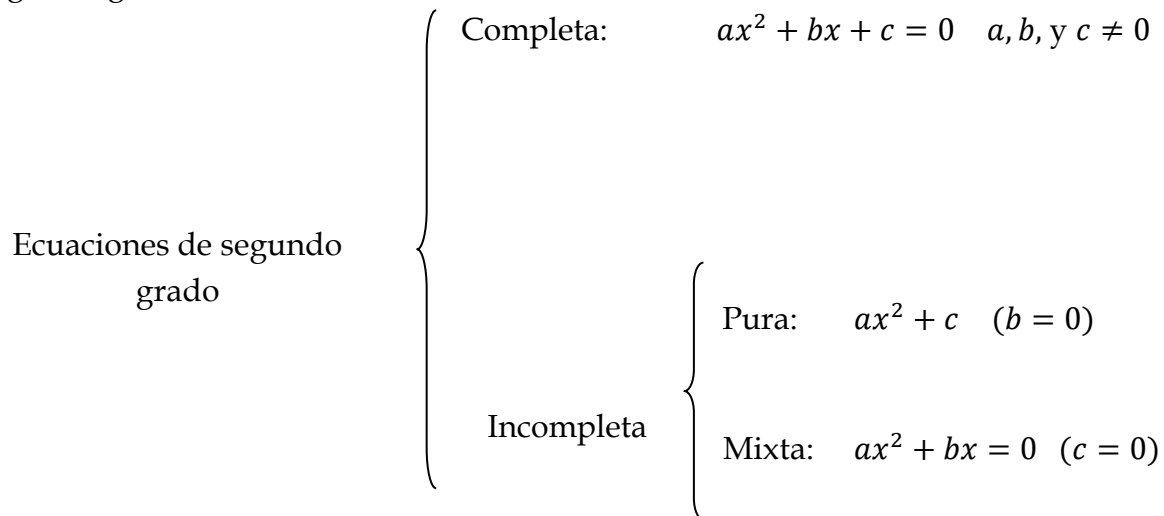 Completa: ax² + bx + c = 0 a, b, y c ≠ 0
Ecuaciones de segundo
grado
Pura: ax² + c (b = 0)
Incompleta
Mixta: ax² + bx = 0 (c = 0)